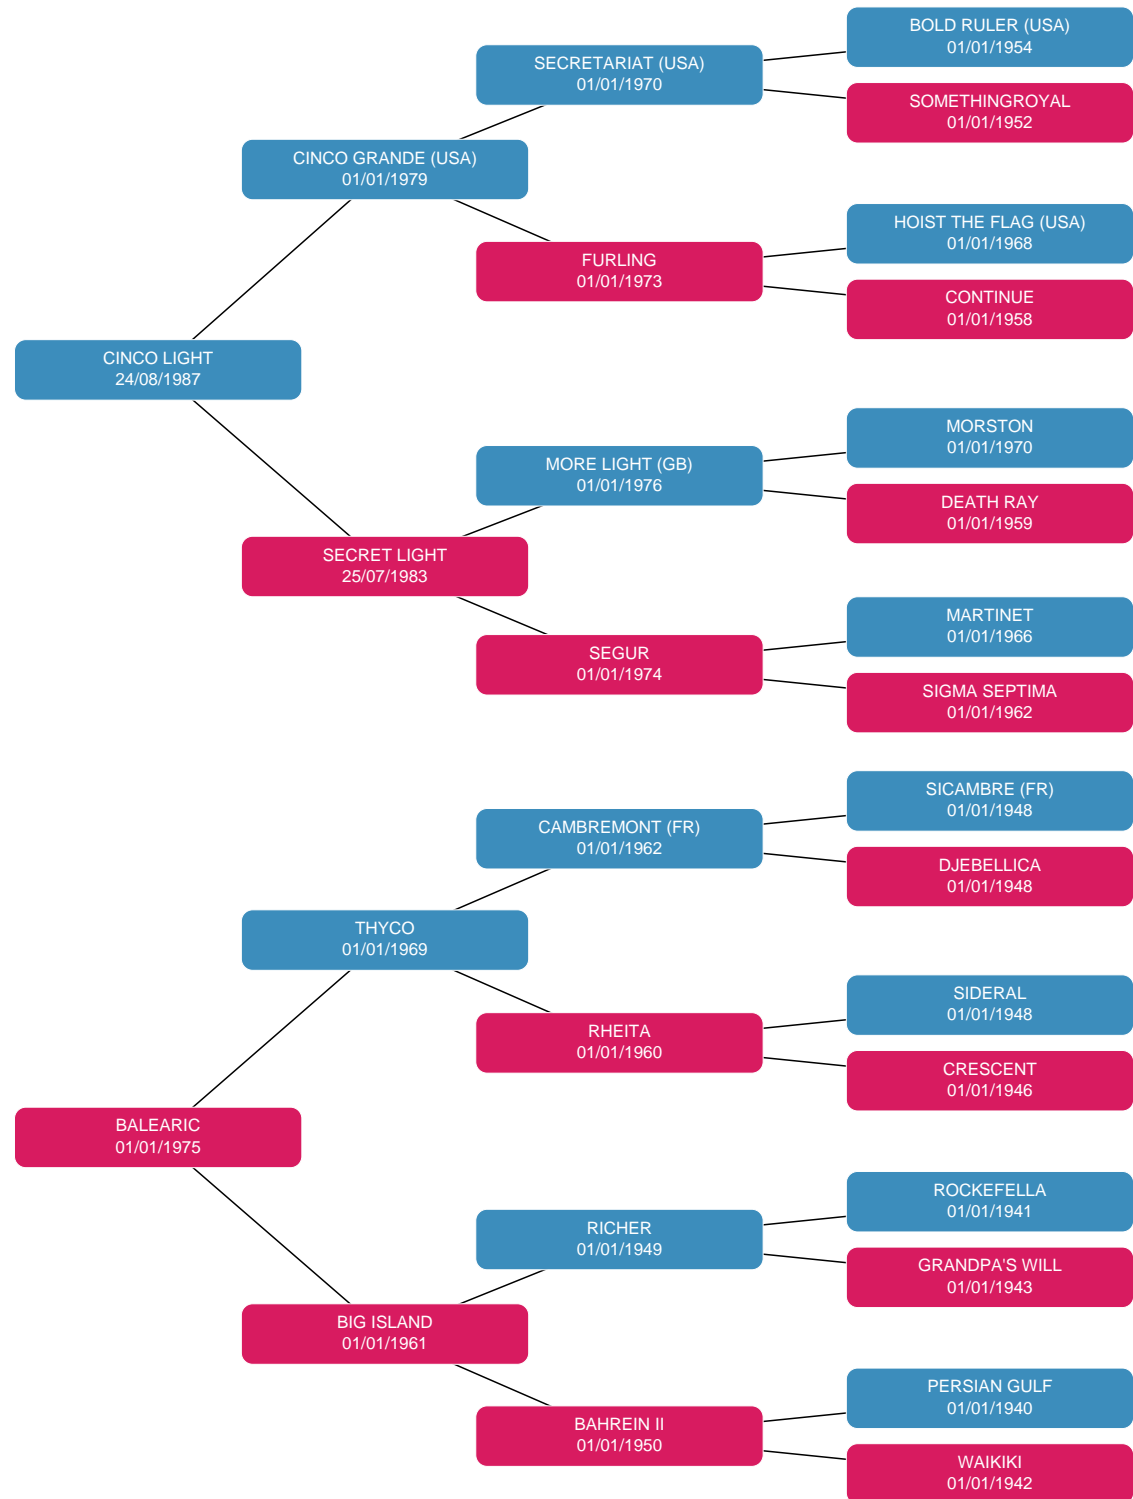 BOLD RULER (USA)
01/01/1954
SECRETARIAT (USA)
01/01/1970
SOMETHINGROYAL
01/01/1952
CINCO GRANDE (USA)
01/01/1979
HOIST THE FLAG (USA)
01/01/1968
FURLING
01/01/1973
CONTINUE
01/01/1958
CINCO LIGHT
24/08/1987
MORSTON
01/01/1970
MORE LIGHT (GB)
01/01/1976
DEATH RAY
01/01/1959
SECRET LIGHT
25/07/1983
MARTINET
01/01/1966
SEGUR
01/01/1974
SIGMA SEPTIMA
01/01/1962
SICAMBRE (FR)
01/01/1948
CAMBREMONT (FR)
01/01/1962
DJEBELLICA
01/01/1948
THYCO
01/01/1969
SIDERAL
01/01/1948
RHEITA
01/01/1960
CRESCENT
01/01/1946
BALEARIC
01/01/1975
ROCKEFELLA
01/01/1941
RICHER
01/01/1949
GRANDPA'S WILL
01/01/1943
BIG ISLAND
01/01/1961
PERSIAN GULF
01/01/1940
BAHREIN II
01/01/1950
WAIKIKI
01/01/1942